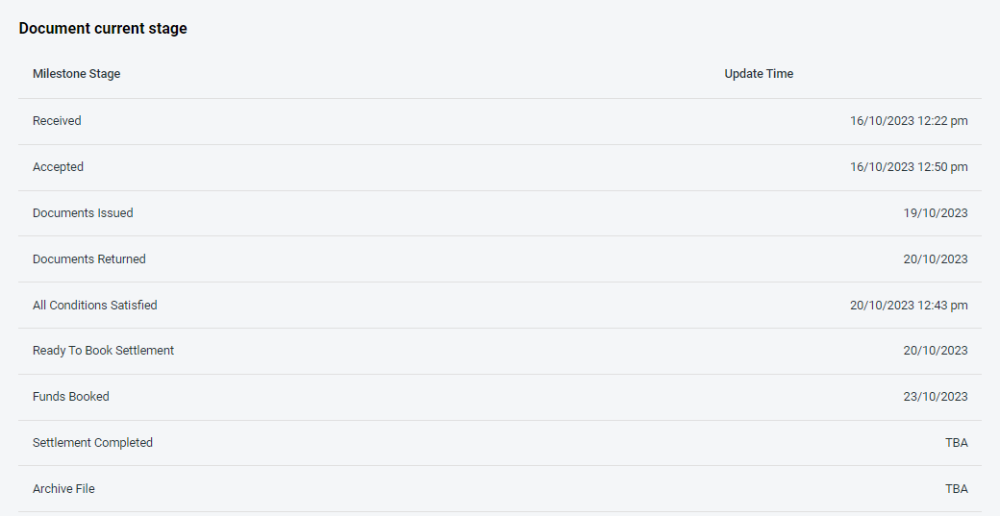 Document current stage
Milestone Stage Update Time
Received 16/10/2023 12:22 pm
Accepted 16/10/2023 12:50 pm
Documents Issued 19/10/2023
Documents Returned 20/10/2023
All Conditions Satisfied 20/10/2023 12:43 pm
Ready To Book Settlement 20/10/2023
Funds Booked 23/10/2023
Settlement Completed TBA
Archive File TBA